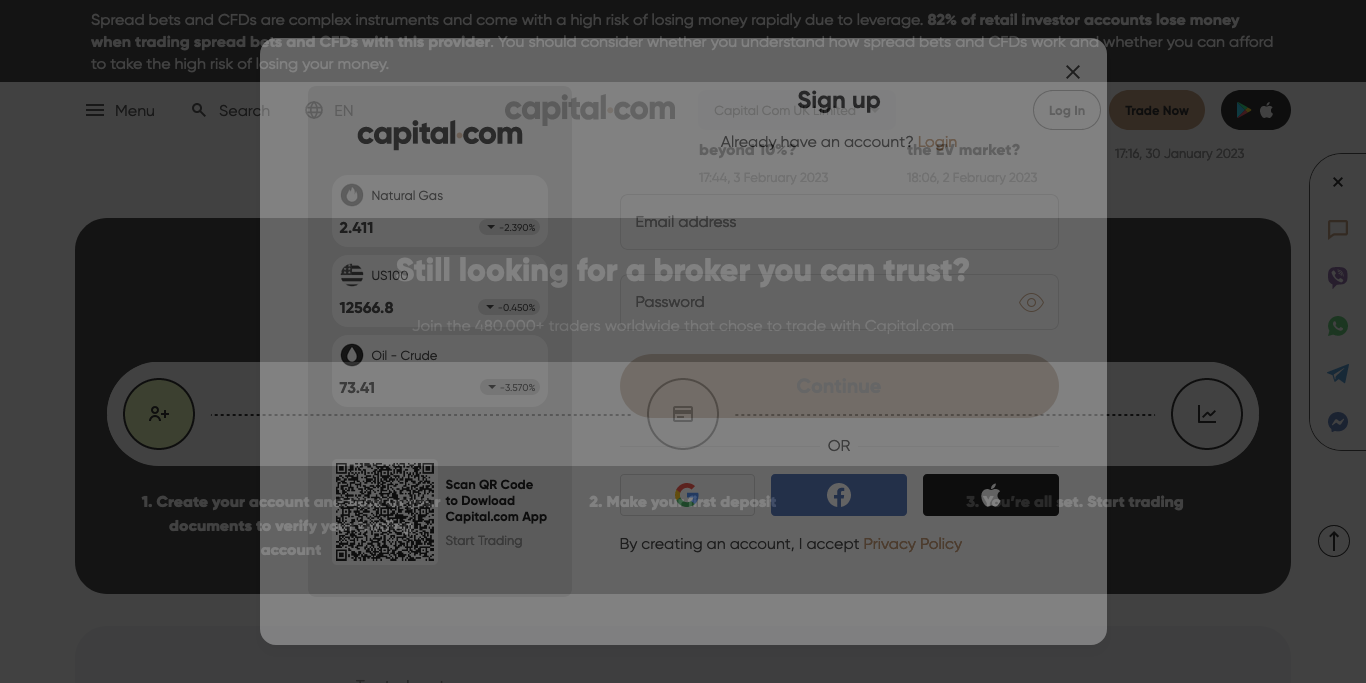 Spread bets and CFDs are complex instruments and come with a high risk of losing money rapidly due to leverage. 82% of retail investor accounts lose money
when trading spread bets and CFDs with this provider. You should consider whether you understand how spread bets and CFDs work and whether you can afford
to take the high risk of losing your money.
Menu
Search
EN
capital.com
Capital Com UK Limited
Log In
Trade Now
beyond 10%?
17:44, 3 February 2023
the EV market?
18:06, 2 February 2023
17:16, 30 January 2023
Sign up
Already have an account? Login
capital.com
Natural Gas
2.411
-2.390%
US100
12566.8
-0.450%
Oil - Crude
73.41
-3.570%
Email address
Password
Still looking for a broker you can trust?
Join the 480.000+ traders worldwide that chose to trade with Capital.com
Continue
OR
Scan QR Code
to Dowload
Capital.com App
Start Trading
By creating an account, I accept Privacy Policy
1. Create your account and
documents to verify your
account
2. Make your first deposit
3. You're all set. Start trading